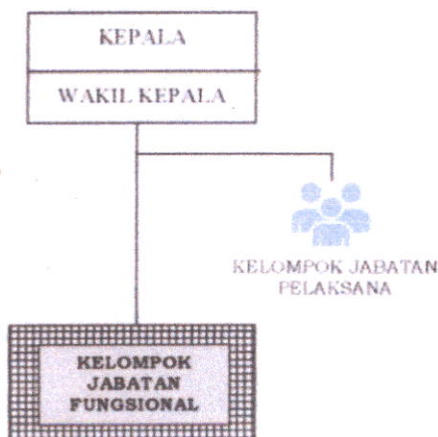 KEPALA
WAKIL KEPALA
KELOMPOK JABATAN
PELAKSANA
KELOMPOK
JABATAN
FUNGSIONAL